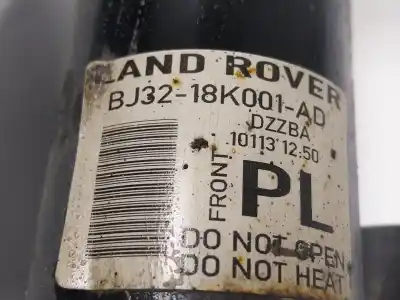 LAND ROVER
BJ32-18K001-AD
DZZBA
10113 12:50
FRONT
PL
DO NOT OPEN
DO NOT HEAT